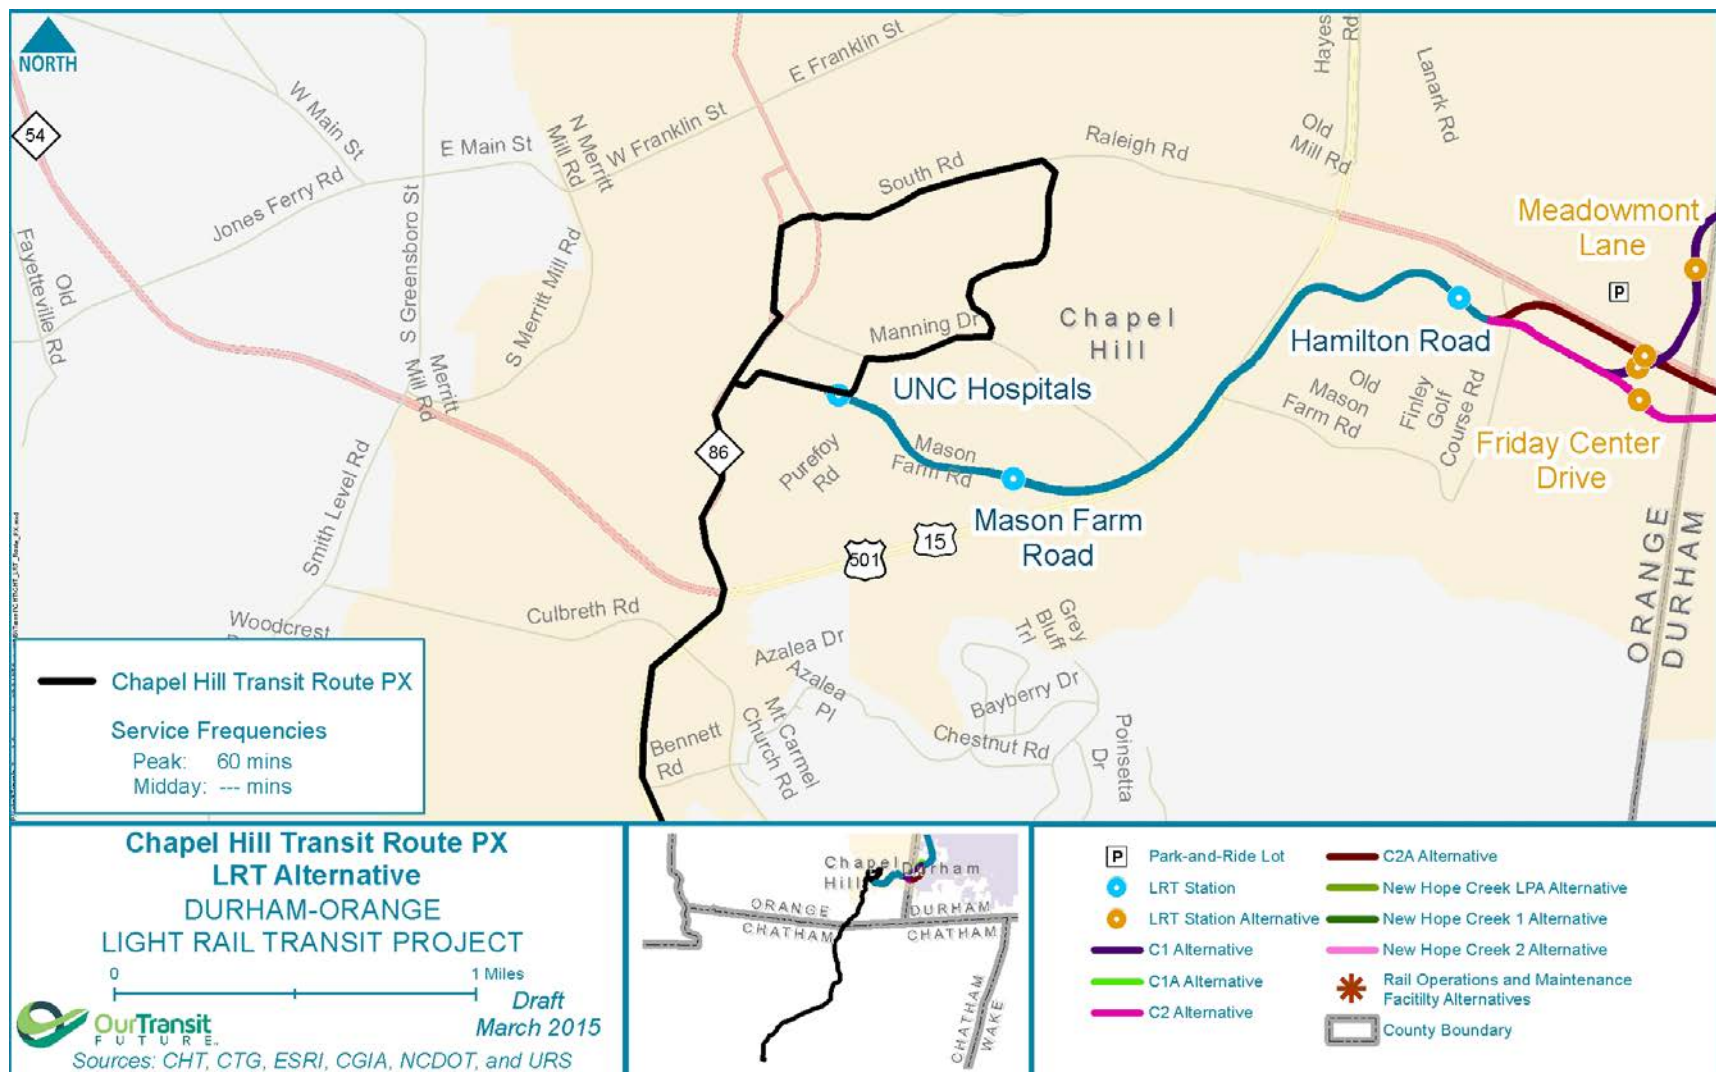 NORTH
54
W Main St
E Main St
Jones Ferry Rd
Old
Fayetteville Rd
S Greensboro St
N Merritt
Mill Rd
W Franklin St
E Franklin St
S Merritt Mill Rd
Merritt
Mill Rd
Smith Level Rd
South Rd
Raleigh Rd
Hayes
Rd
Old
Mill Rd
Lanark Rd
Manning Dr
Chapel
Hill
UNC Hospitals
Purefoy
Rd
Mason
Farm Rd
Mason Farm
Road
86
501
15
Hamilton Road
Old
Mason
Farm Rd
Finley
Golf
Course Rd
P
Meadowmont
Lane
Friday Center
Drive
ORANGE
DURHAM
Culbreth Rd
Woodcrest
Azalea Dr
Azalea
Pl
Mt Carmel
Church Rd
Bennett
Rd
Grey
Bluff
Trl
Bayberry Dr
Chestnut Rd
Poinsetta
Dr
Chapel Hill Transit Route PX
Service Frequencies
Peak: 60 mins
Midday: --- mins
Chapel Hill Transit Route PX
LRT Alternative
DURHAM-ORANGE
LIGHT RAIL TRANSIT PROJECT
0 1 Miles
Draft
March 2015
OurTransit
FUTURE
Sources: CHT, CTG, ESRI, CGIA, NCDOT, and URS
Chapel
Hill
Durham
ORANGE
CHATHAM
DURHAM
CHATHAM
CHATHAM
WAKE
P Park-and-Ride Lot
LRT Station
LRT Station Alternative
C1 Alternative
C1A Alternative
C2 Alternative
C2A Alternative
New Hope Creek LPA Alternative
New Hope Creek 1 Alternative
New Hope Creek 2 Alternative
Rail Operations and Maintenance
Facitlty Alternatives
County Boundary